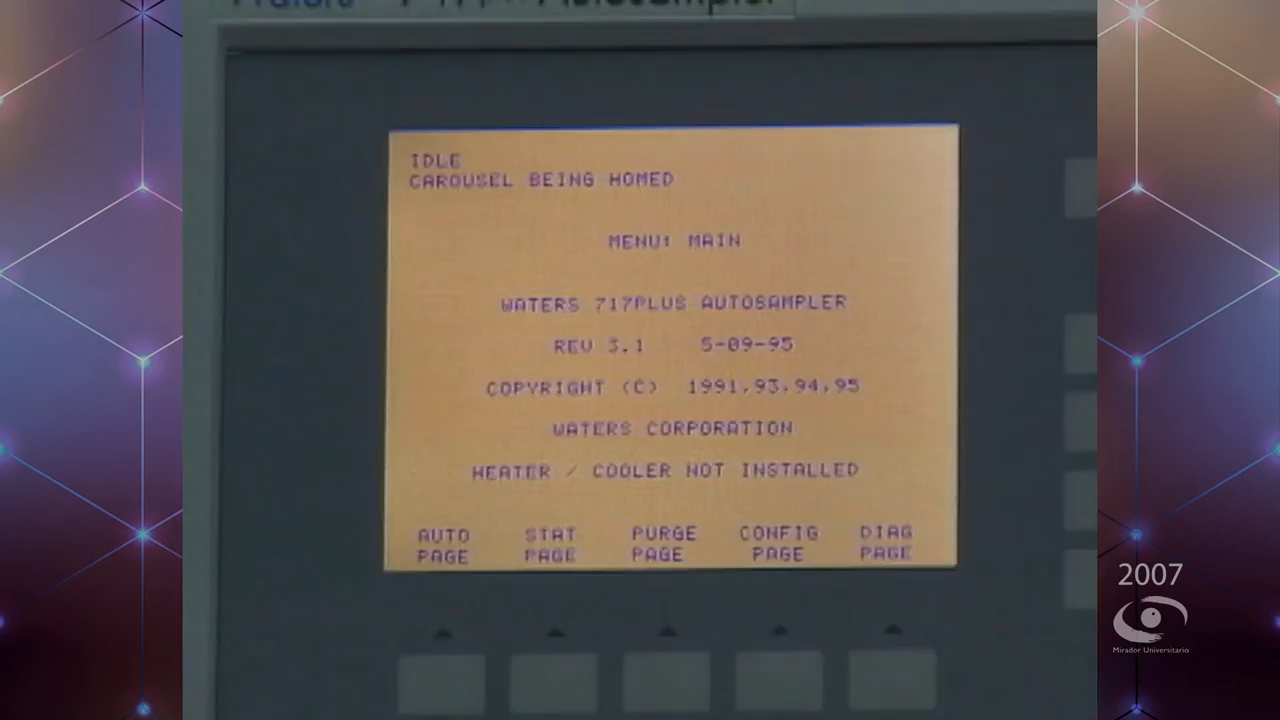 Autosampler
IDLE
CAROUSEL BEING HOMED
MENU: MAIN
WATERS 717PLUS AUTOSAMPLER
REV 3.1 5-09-95
COPYRIGHT (C) 1991,93,94,95
WATERS CORPORATION
HEATER / COOLER NOT INSTALLED
AUTO STAT PURGE CONFIG DIAG
PAGE PAGE PAGE PAGE PAGE
2007
Mirador Universitario